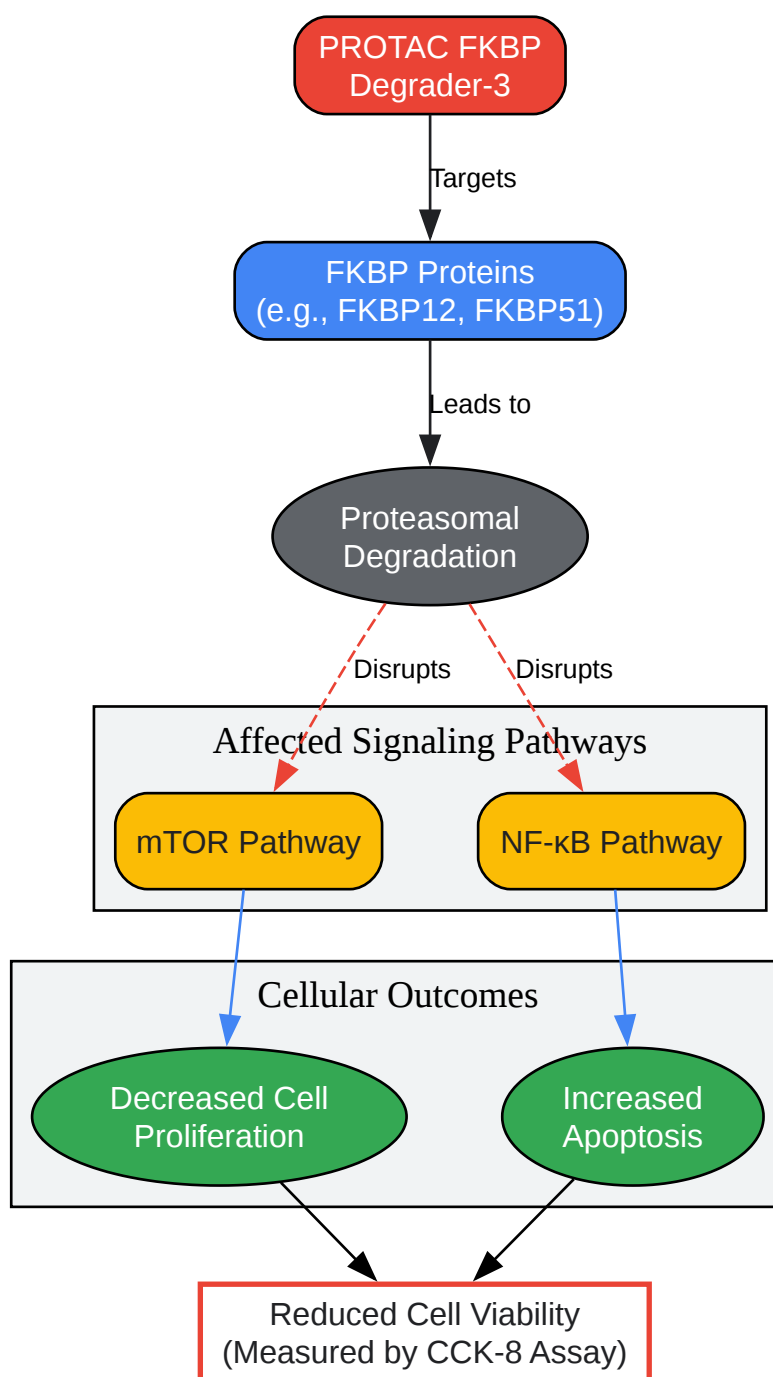 PROTAC FKBP
Degrader-3
Targets
FKBP Proteins
(e.g., FKBP12, FKBP51)
Leads to
Proteasomal
Degradation
Disrupts
Disrupts
Affected Signaling Pathways
mTOR Pathway
NF-κB Pathway
Cellular Outcomes
Decreased Cell
Proliferation
Increased
Apoptosis
Reduced Cell Viability
(Measured by CCK-8 Assay)